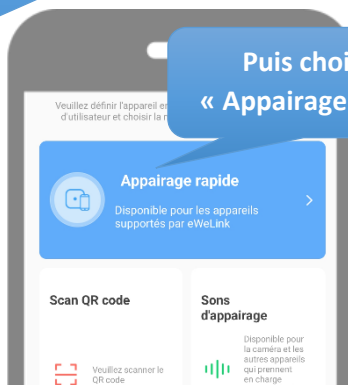 Puis choi
« Appairage
Veuillez définir l'appareil en
d'utilisateur et choisir la
Appairage rapide
Disponible pour les appareils
supportés par eWeLink
Scan QR code
Veuillez scanner le
QR code
Sons
d'appairage
Disponible pour
la caméra et les
autres appareils
qui prennent
en charge